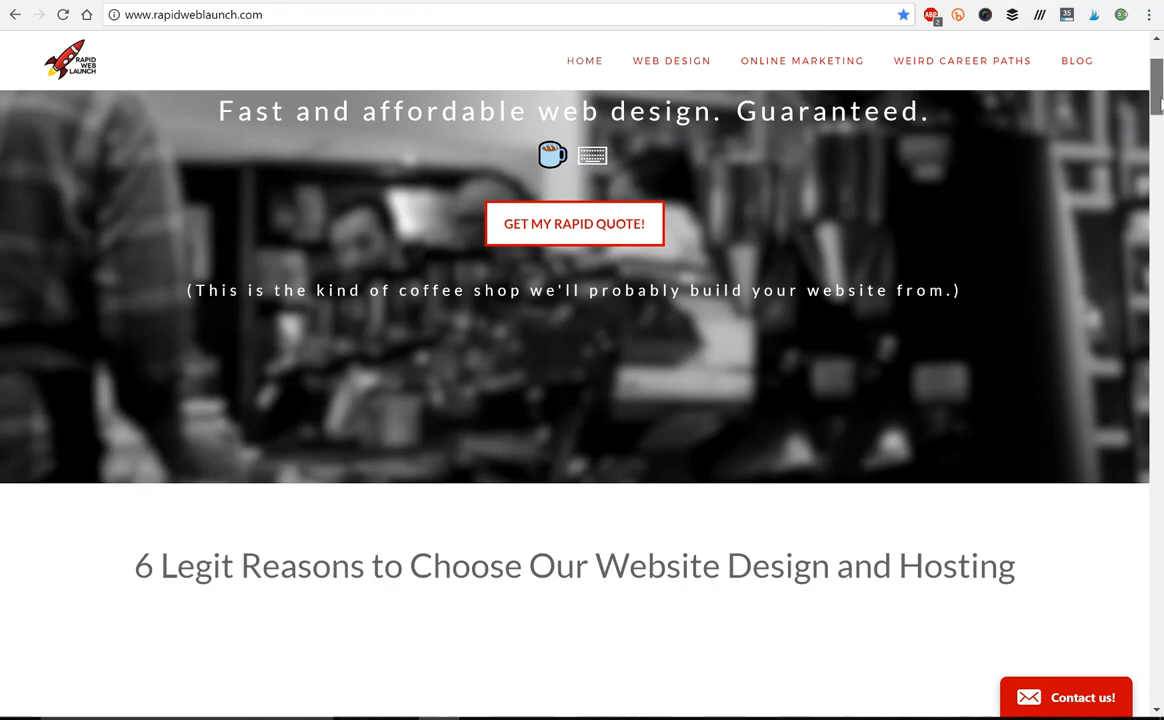 www.rapidweblaunch.com
2
35
RAPID
WEB
LAUNCH
HOME WEB DESIGN ONLINE MARKETING WEIRD CAREER PATHS BLOG
Fast and affordable web design. Guaranteed.
GET MY RAPID QUOTE!
(This is the kind of coffee shop we'll probably build your website from.)
6 Legit Reasons to Choose Our Website Design and Hosting
Contact us!